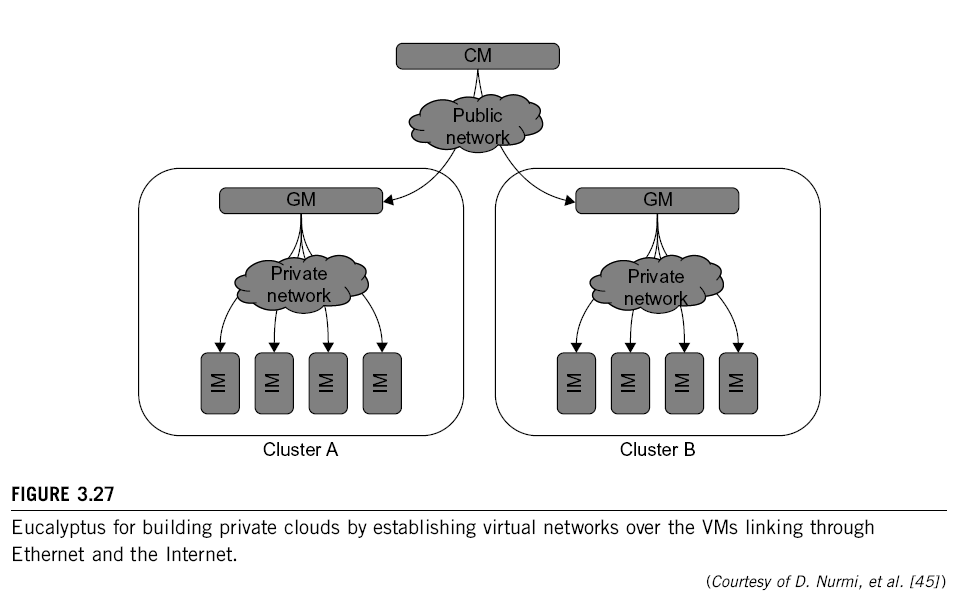 CM
Public
network
GM
GM
Private
network
Private
network
IM
IM
IM
IM
IM
IM
IM
IM
Cluster A
Cluster B
FIGURE 3.27
Eucalyptus for building private clouds by establishing virtual networks over the VMs linking through
Ethernet and the Internet.
(Courtesy of D. Nurmi, et al. [45])